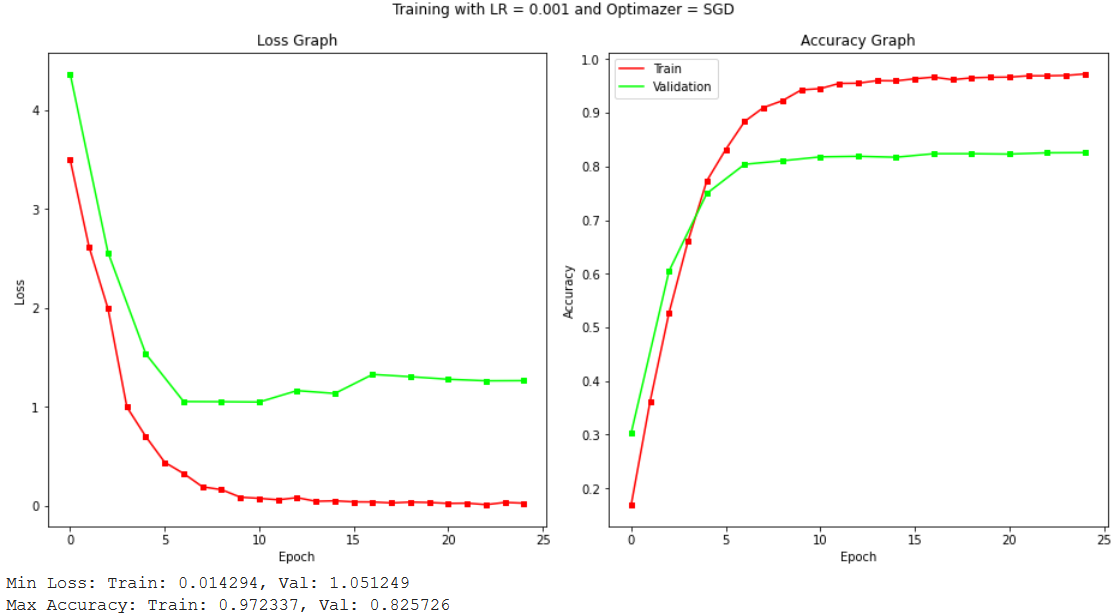 Training with LR = 0.001 and Optimazer = SGD
Loss Graph
4
3
2
1
0
Loss
0 5 10 15 20 25
Epoch
Accuracy Graph
Train
Validation
1.0
0.9
0.8
0.7
0.6
0.5
0.4
0.3
0.2
Accuracy
0 5 10 15 20 25
Epoch
Min Loss: Train: 0.014294, Val: 1.051249
Max Accuracy: Train: 0.972337, Val: 0.825726